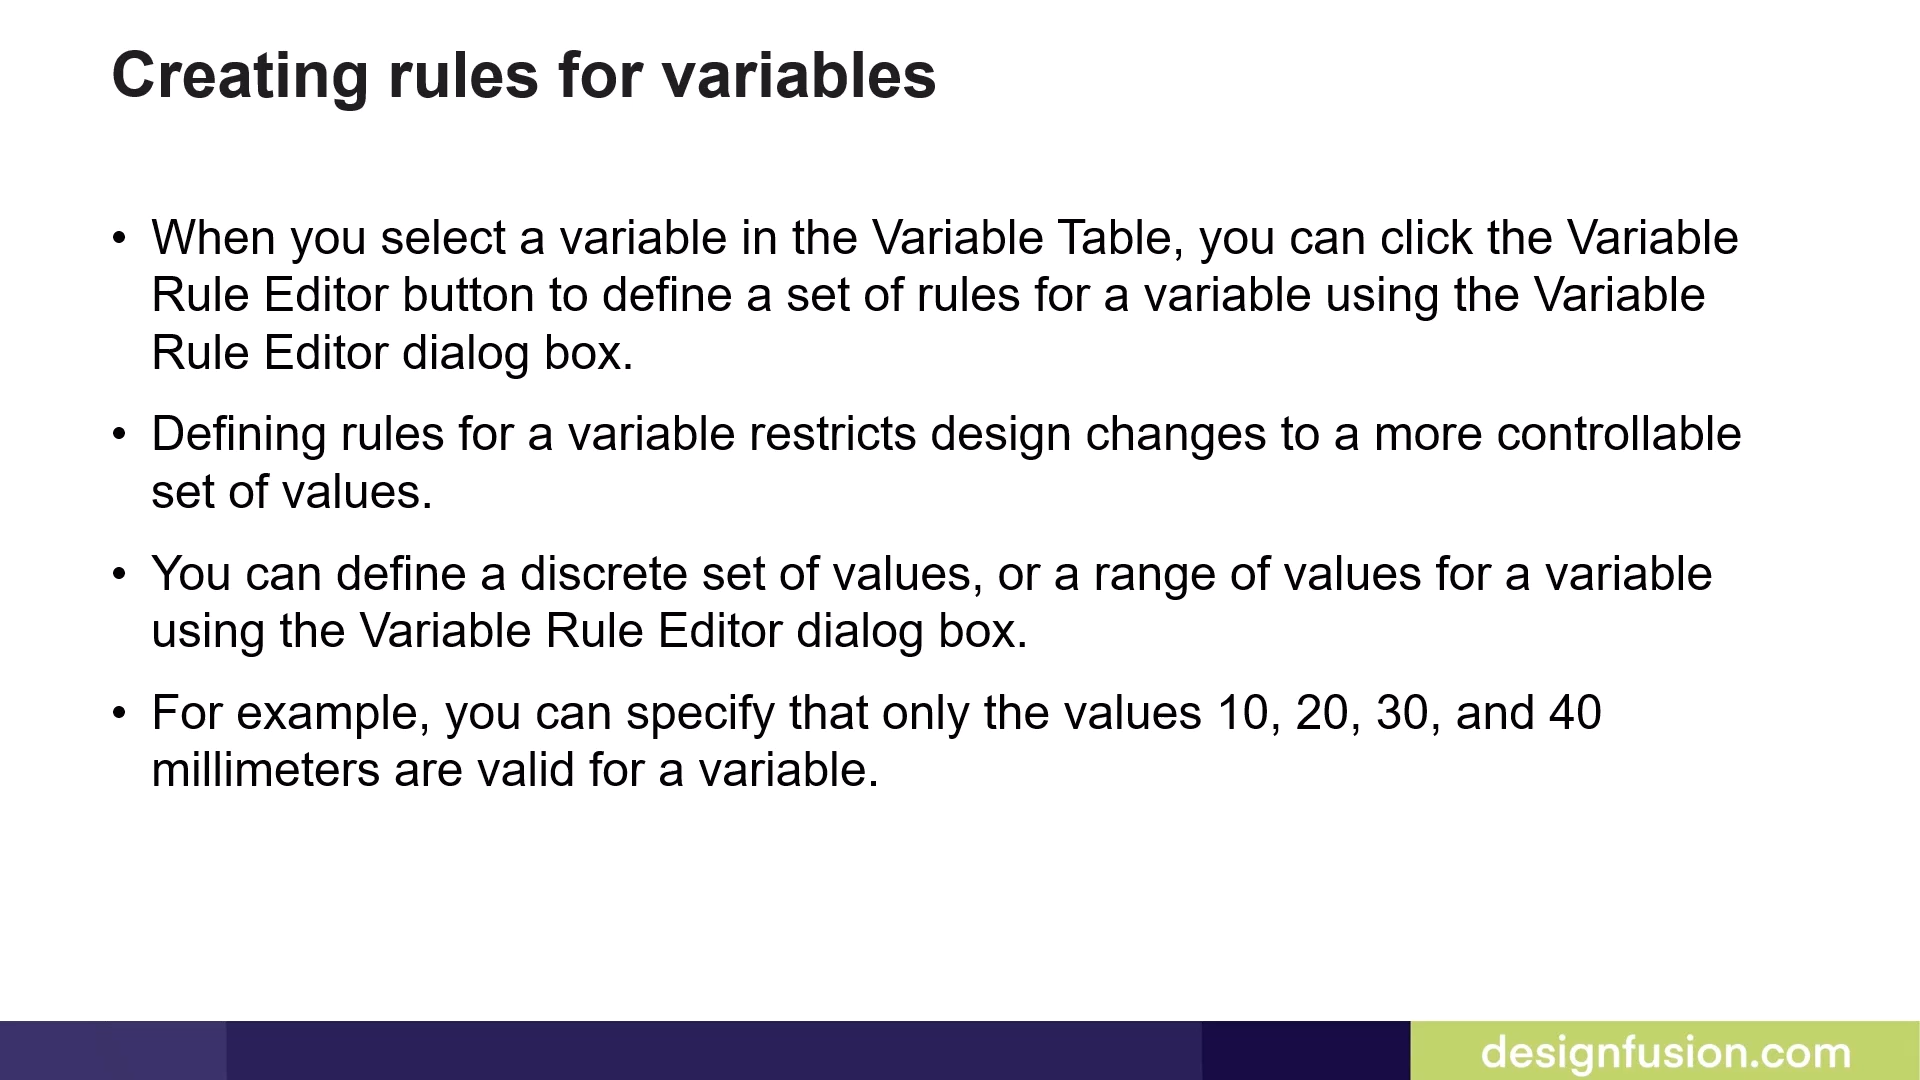 Creating rules for variables
• When you select a variable in the Variable Table, you can click the Variable
Rule Editor button to define a set of rules for a variable using the Variable
Rule Editor dialog box.
• Defining rules for a variable restricts design changes to a more controllable
set of values.
• You can define a discrete set of values, or a range of values for a variable
using the Variable Rule Editor dialog box.
• For example, you can specify that only the values 10, 20, 30, and 40
millimeters are valid for a variable.
designfusion.com